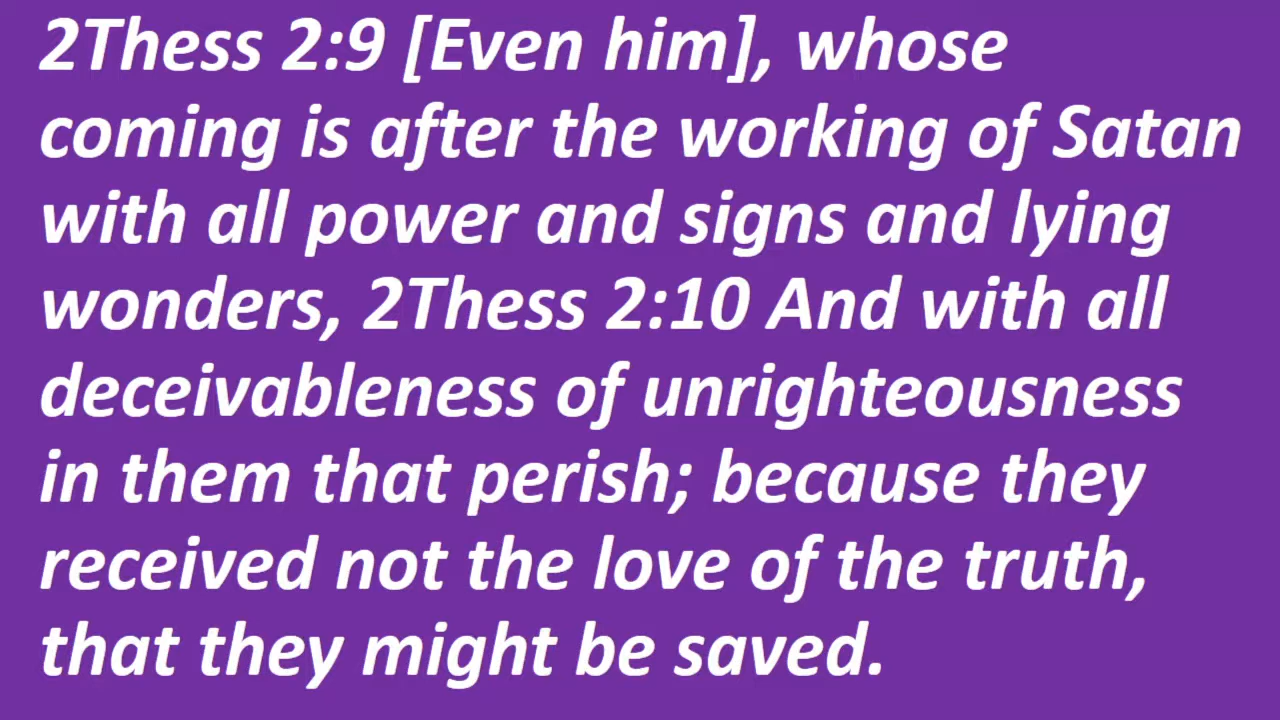 2Thess 2:9 [Even him], whose
coming is after the working of Satan
with all power and signs and lying
wonders, 2Thess 2:10 And with all
deceivableness of unrighteousness
in them that perish; because they
received not the love of the truth,
that they might be saved.